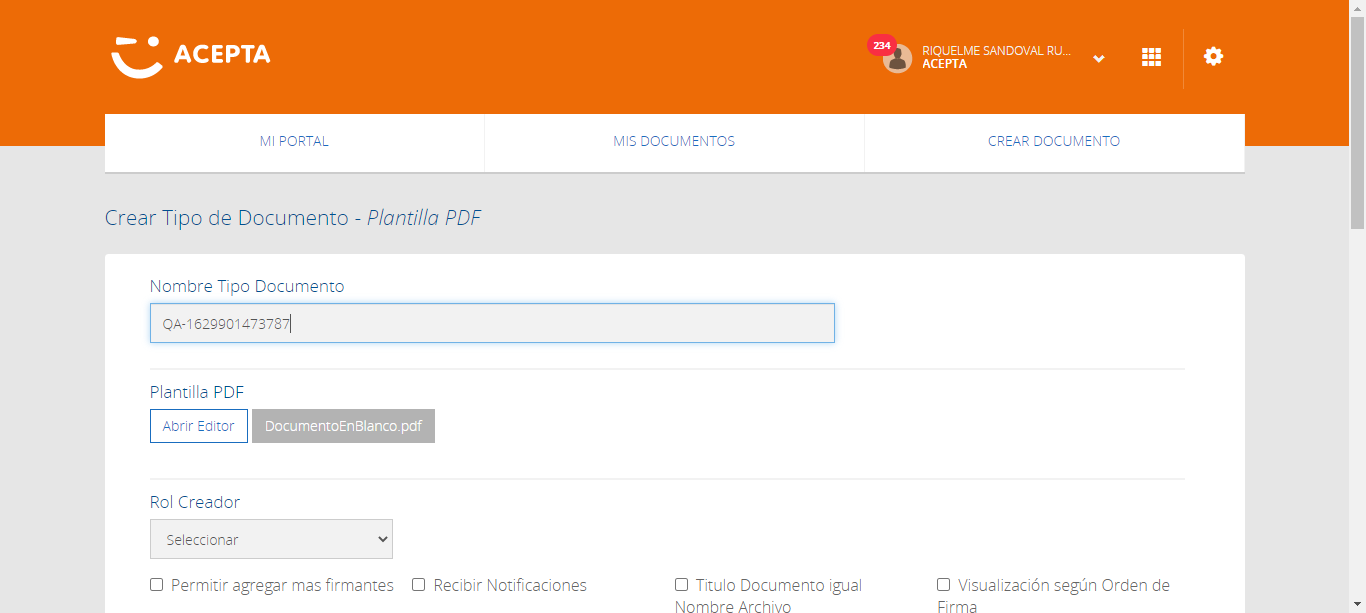 ACEPTA
234
RIQUELME SANDOVAL RU...
ACEPTA
MI PORTAL
MIS DOCUMENTOS
CREAR DOCUMENTO
Crear Tipo de Documento - Plantilla PDF
Nombre Tipo Documento
QA-1629901473787
Plantilla PDF
Abrir Editor
DocumentoEnBlanco.pdf
Rol Creador
Seleccionar
Permitir agregar mas firmantes
Recibir Notificaciones
Titulo Documento igual
Nombre Archivo
Visualización según Orden de
Firma